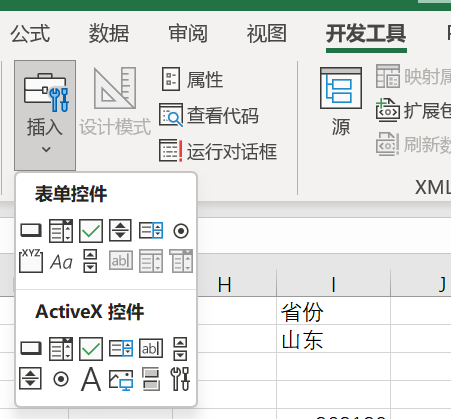 公式 数据 审阅 视图 开发工具
插入 设计模式 属性
查看代码
运行对话框
源 映射属
扩展包
刷新数
XML
表单控件
XYZ Aa ab
H I J
ActiveX 控件 省份
山东
ab
A